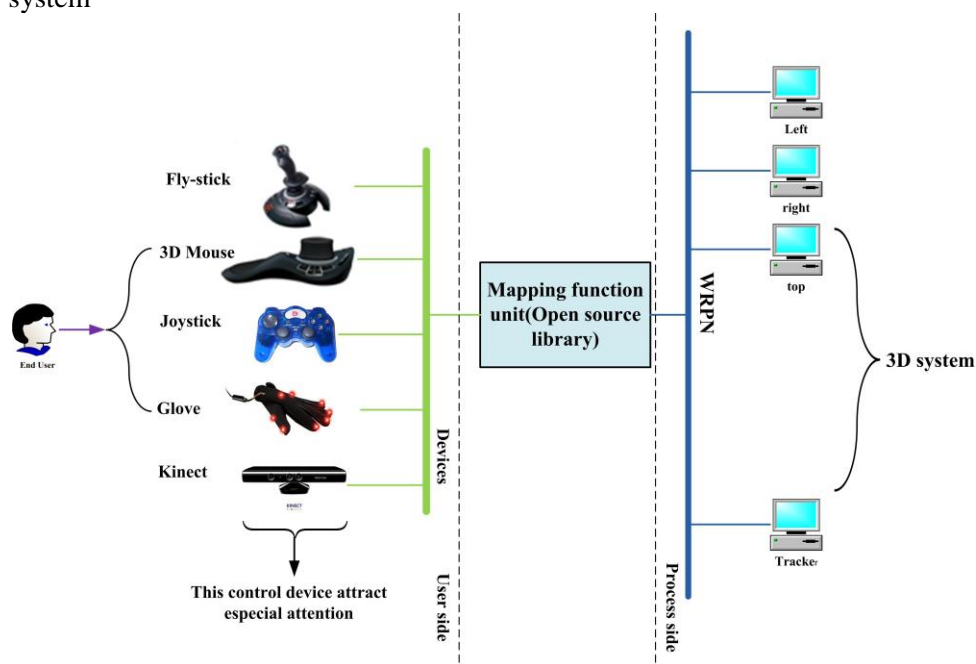 system
Fly-stick
3D Mouse
Joystick
End User
Glove
Kinect
KINECT
This control device attract
especial attention
Devices
User side
Mapping function
unit(Open source
library)
Process side
WRPN
Left
right
top
3D system
Tracker